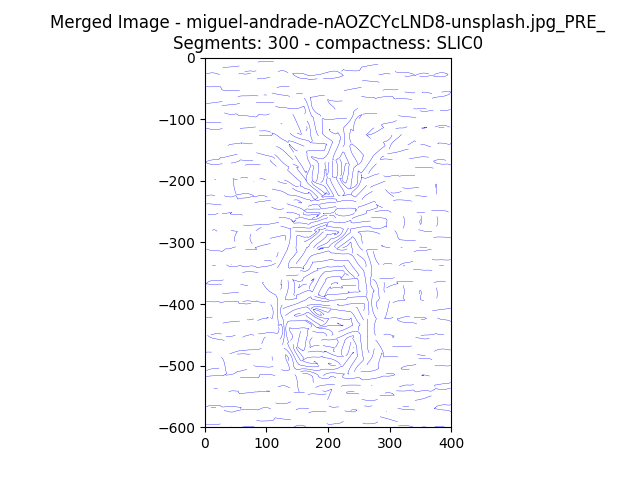 Merged Image - miguel-andrade-nAOZCYcLND8-unsplash.jpg_PRE_
Segments: 300 - compactness: SLIC0
0
−100
−200
−300
−400
−500
−600
0 100 200 300 400